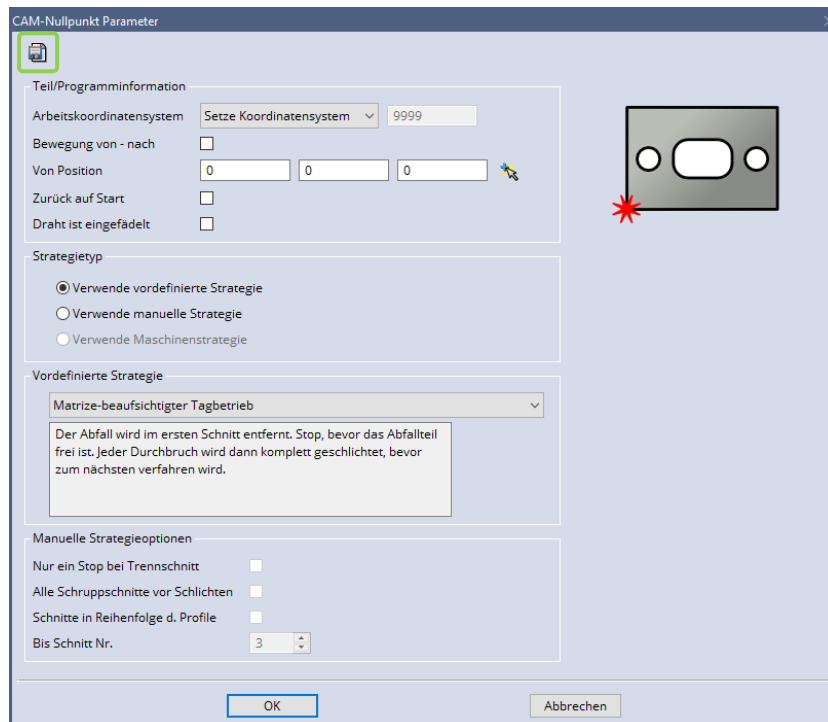 CAM-Nullpunkt Parameter
Teil/Programminformation
Arbeitskoordinatensystem Setze Koordinatensystem 9999
Bewegung von - nach
Von Position 0 0 0
Zurück auf Start
Draht ist eingefädelt
Strategietyp
Verwende vordefinierte Strategie
Verwende manuelle Strategie
Verwende Maschinenstrategie
Vordefinierte Strategie
Matrize-beaufsichtigter Tagbetrieb
Der Abfall wird im ersten Schnitt entfernt. Stop, bevor das Abfallteil
frei ist. Jeder Durchbruch wird dann komplett geschlichtet, bevor
zum nächsten verfahren wird.
Manuelle Strategieoptionen
Nur ein Stop bei Trennschnitt
Alle Schruppschnitte vor Schlichten
Schnitte in Reihenfolge d. Profile
Bis Schnitt Nr. 3
OK Abbrechen